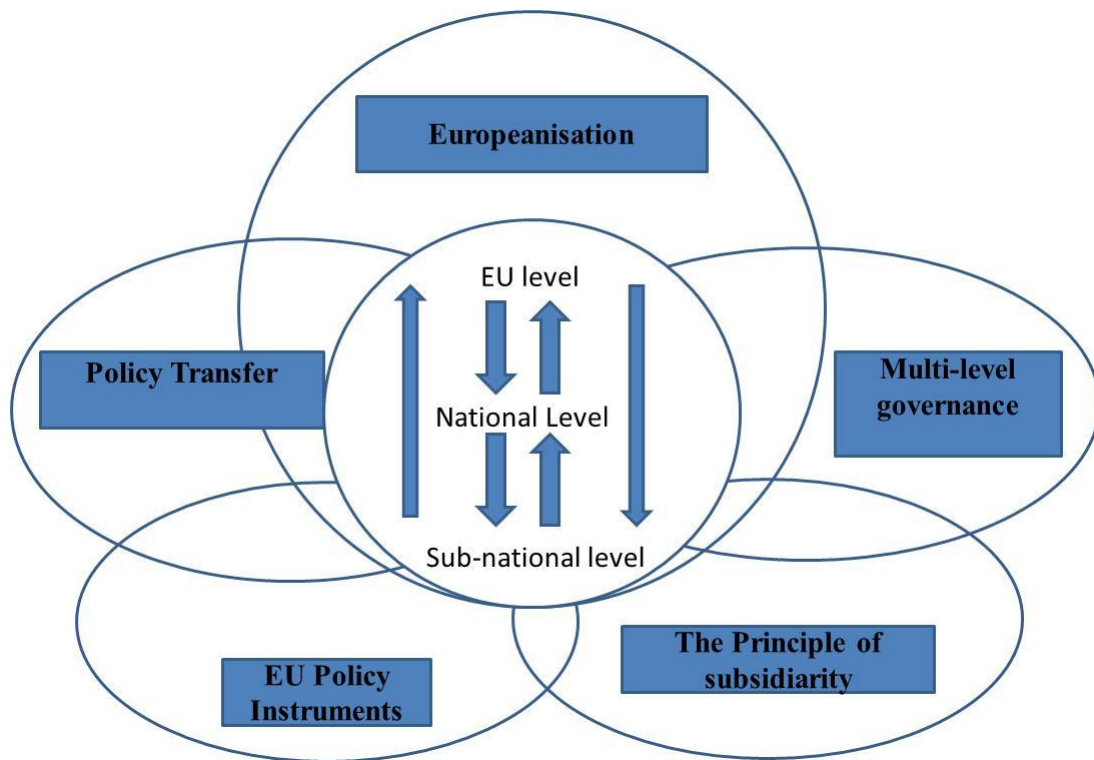 Europeanisation
EU level
Policy Transfer
National Level
Multi-level
governance
Sub-national level
EU Policy
Instruments
The Principle of
subsidiarity